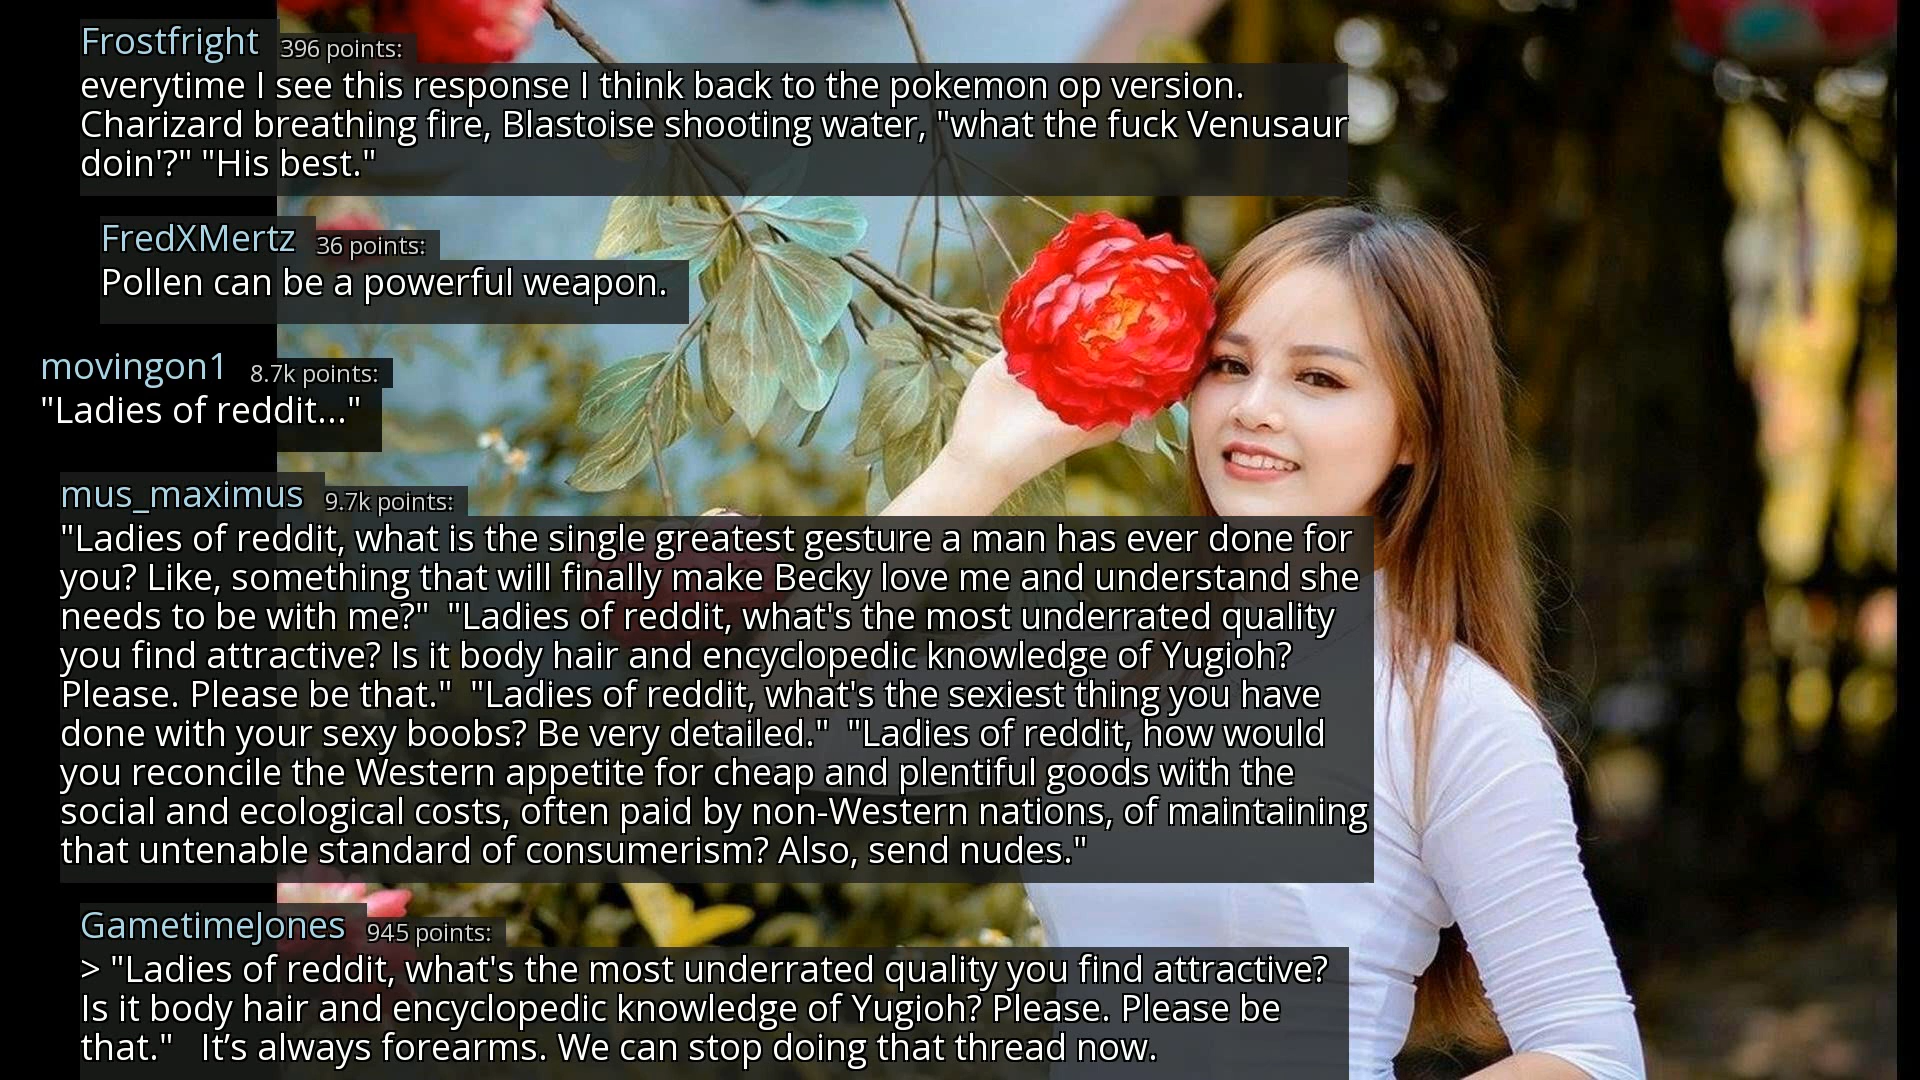 Frostfright 396 points:
everytime I see this response I think back to the pokemon op version.
Charizard breathing fire, Blastoise shooting water, "what the fuck Venusaur
doin'?" "His best."
FredXMertz 36 points:
Pollen can be a powerful weapon.
movingon1 8.7k points:
"Ladies of reddit..."
mus_maximus 9.7k points:
"Ladies of reddit, what is the single greatest gesture a man has ever done for
you? Like, something that will finally make Becky love me and understand she
needs to be with me?"  "Ladies of reddit, what's the most underrated quality
you find attractive? Is it body hair and encyclopedic knowledge of Yugioh?
Please. Please be that."  "Ladies of reddit, what's the sexiest thing you have
done with your sexy boobs? Be very detailed."  "Ladies of reddit, how would
you reconcile the Western appetite for cheap and plentiful goods with the
social and ecological costs, often paid by non-Western nations, of maintaining
that untenable standard of consumerism? Also, send nudes."
GametimeJones 945 points:
> "Ladies of reddit, what's the most underrated quality you find attractive?
Is it body hair and encyclopedic knowledge of Yugioh? Please. Please be
that."   It’s always forearms. We can stop doing that thread now.